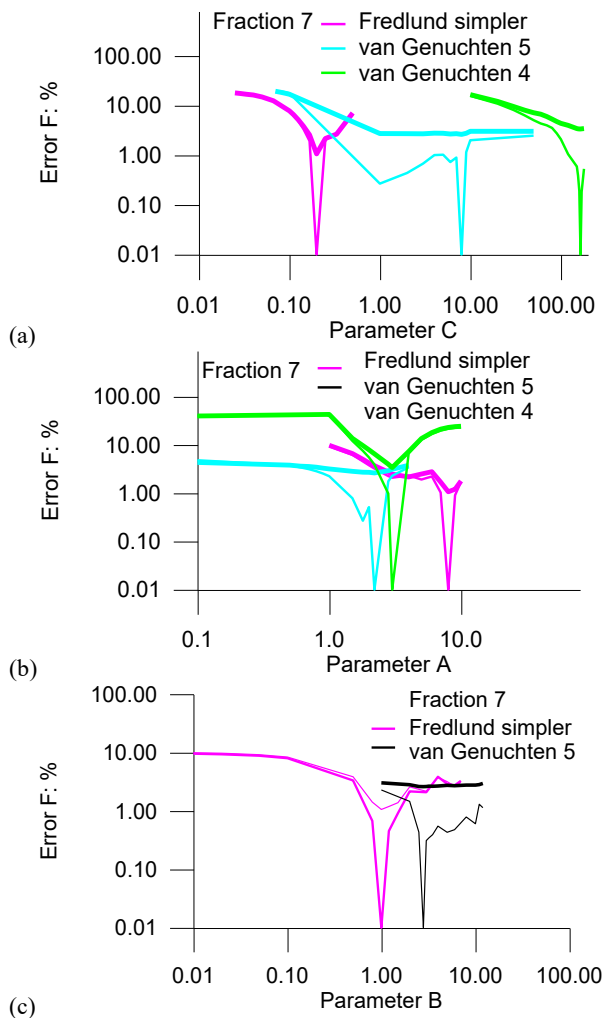 Fraction 7
Fredlund simpler
van Genuchten 5
van Genuchten 4
100.00
10.00
1.00
0.10
0.01
Error F: %
0.01 0.10 1.00 10.00 100.00
Parameter C
(a)
Fraction 7
Fredlund simpler
van Genuchten 5
van Genuchten 4
100.00
10.00
1.00
0.10
0.01
Error F: %
0.1 1.0 10.0
Parameter A
(b)
Fraction 7
Fredlund simpler
van Genuchten 5
100.00
10.00
1.00
0.10
0.01
Error F: %
0.01 0.10 1.00 10.00 100.00
Parameter B
(c)